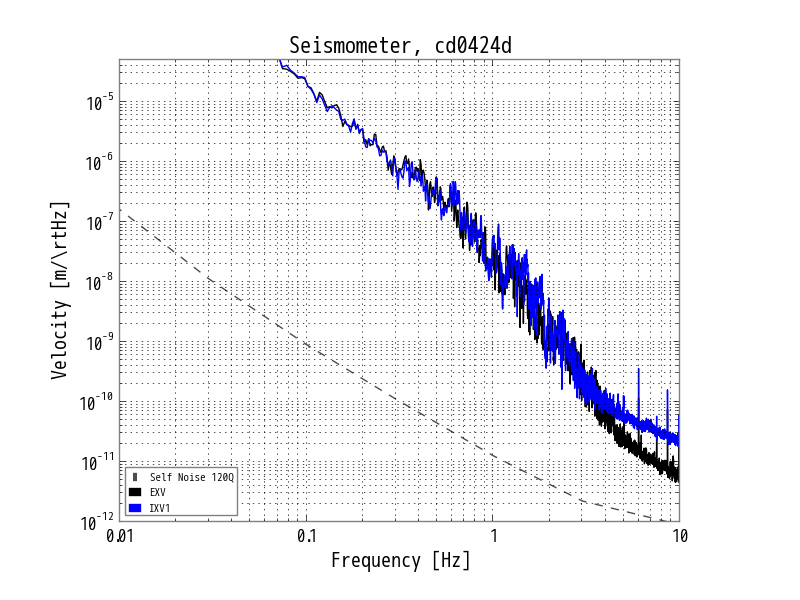 Seismometer, cd0424d
Velocity [m/\rtHz]
10^-5
10^-6
10^-7
10^-8
10^-9
10^-10
10^-11
10^-12
Self Noise 120Q
EXV
IXV1
0.01
0.1
1
10
Frequency [Hz]